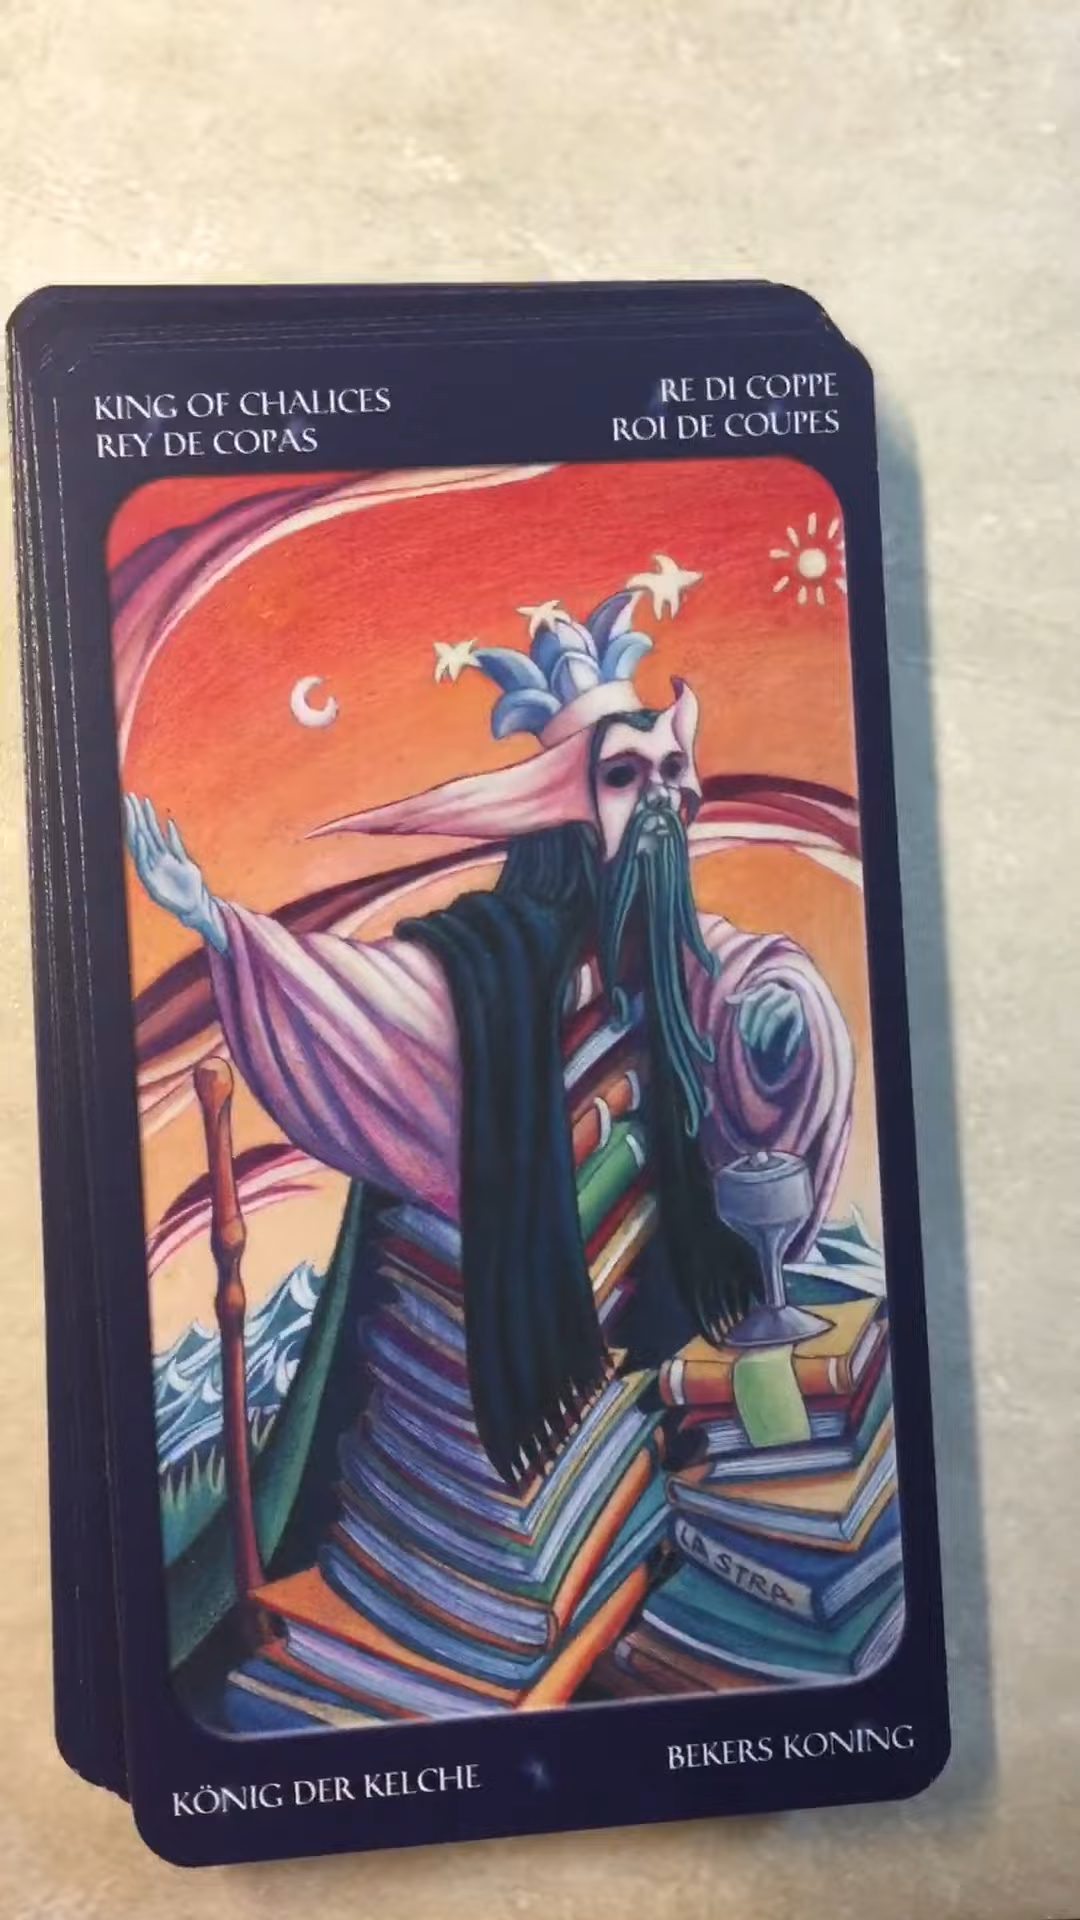 KING OF CHALICES
REY DE COPAS
RE DI COPPE
ROI DE COUPES
LA STRA
KÖNIG DER KELCHE
BEKERS KONING